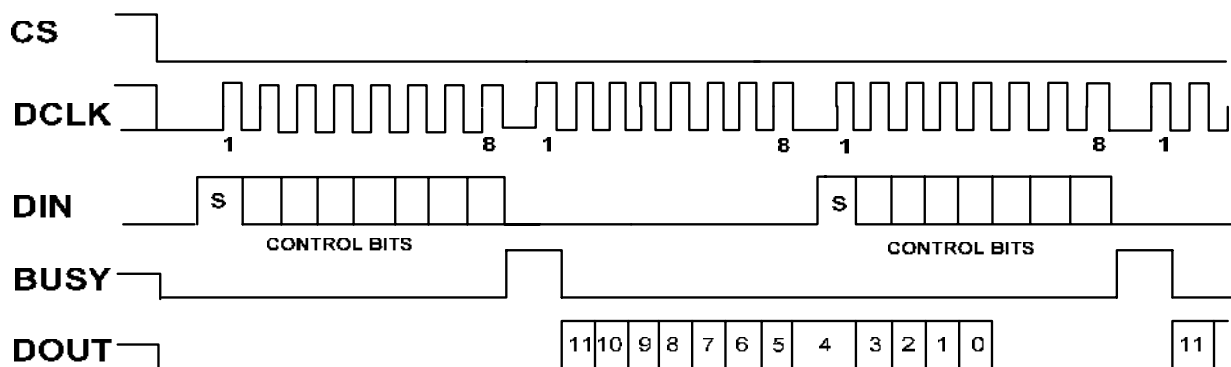 CS
DCLK
1 8 1 8 1 8 1
DIN
S S
CONTROL BITS CONTROL BITS
BUSY
DOUT
11 10 9 8 7 6 5 4 3 2 1 0 11